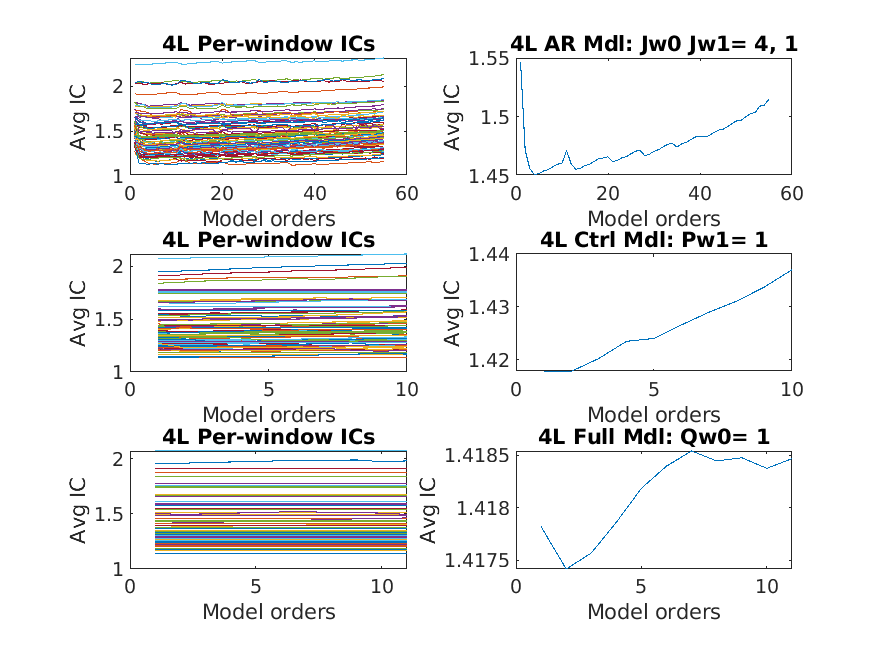 4L Per-window ICs
Avg IC
2
1.5
1
0
20
40
60
Model orders
4L AR Mdl: Jw0 Jw1= 4, 1
Avg IC
1.55
1.5
1.45
0
20
40
60
Model orders
4L Per-window ICs
Avg IC
2
1.5
1
0
5
10
Model orders
4L Ctrl Mdl: Pw1= 1
Avg IC
1.44
1.43
1.42
0
5
10
Model orders
4L Per-window ICs
Avg IC
2
1.5
1
0
5
10
Model orders
4L Full Mdl: Qw0= 1
Avg IC
1.4185
1.418
1.4175
0
5
10
Model orders